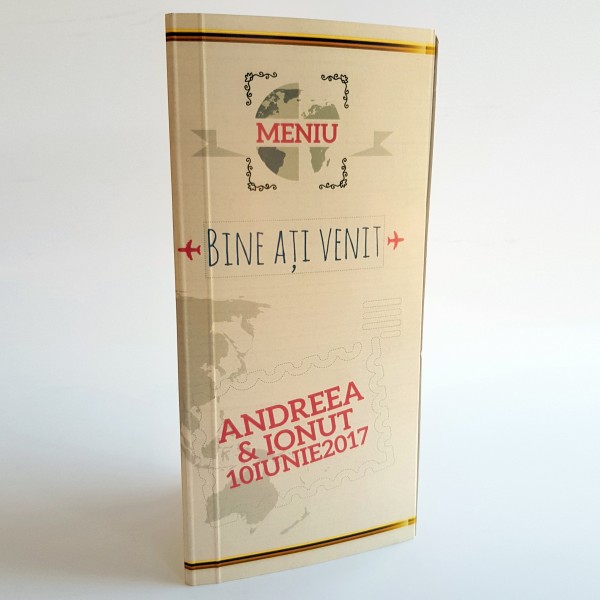 MENIU
BINE AȚI VENIT
ANDREEA
& IONUT
10IUNIE2017